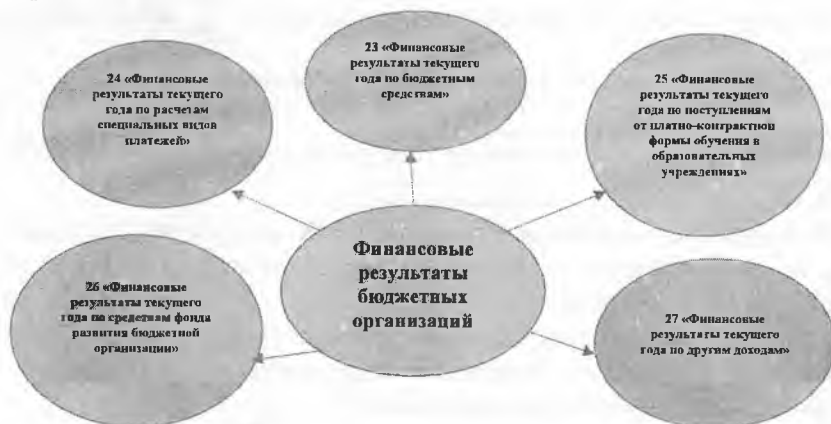 23 «Финансовые
результаты текущего
года по бюджетным
средствам»
24 «Финансовые
результаты текущего
года по расчетам
специальных видов
платежей»
25 «Финансовые
результаты текущего
года по поступлениям
от платно-контрактной
формы обучения в
образовательных
учреждениях»
Финансовые
результаты
бюджетных
организаций
26 «Финансовые
результаты текущего
года по средствам фонда
развития бюджетной
организации»
27 «Финансовые
результаты текущего
года по другим доходам»